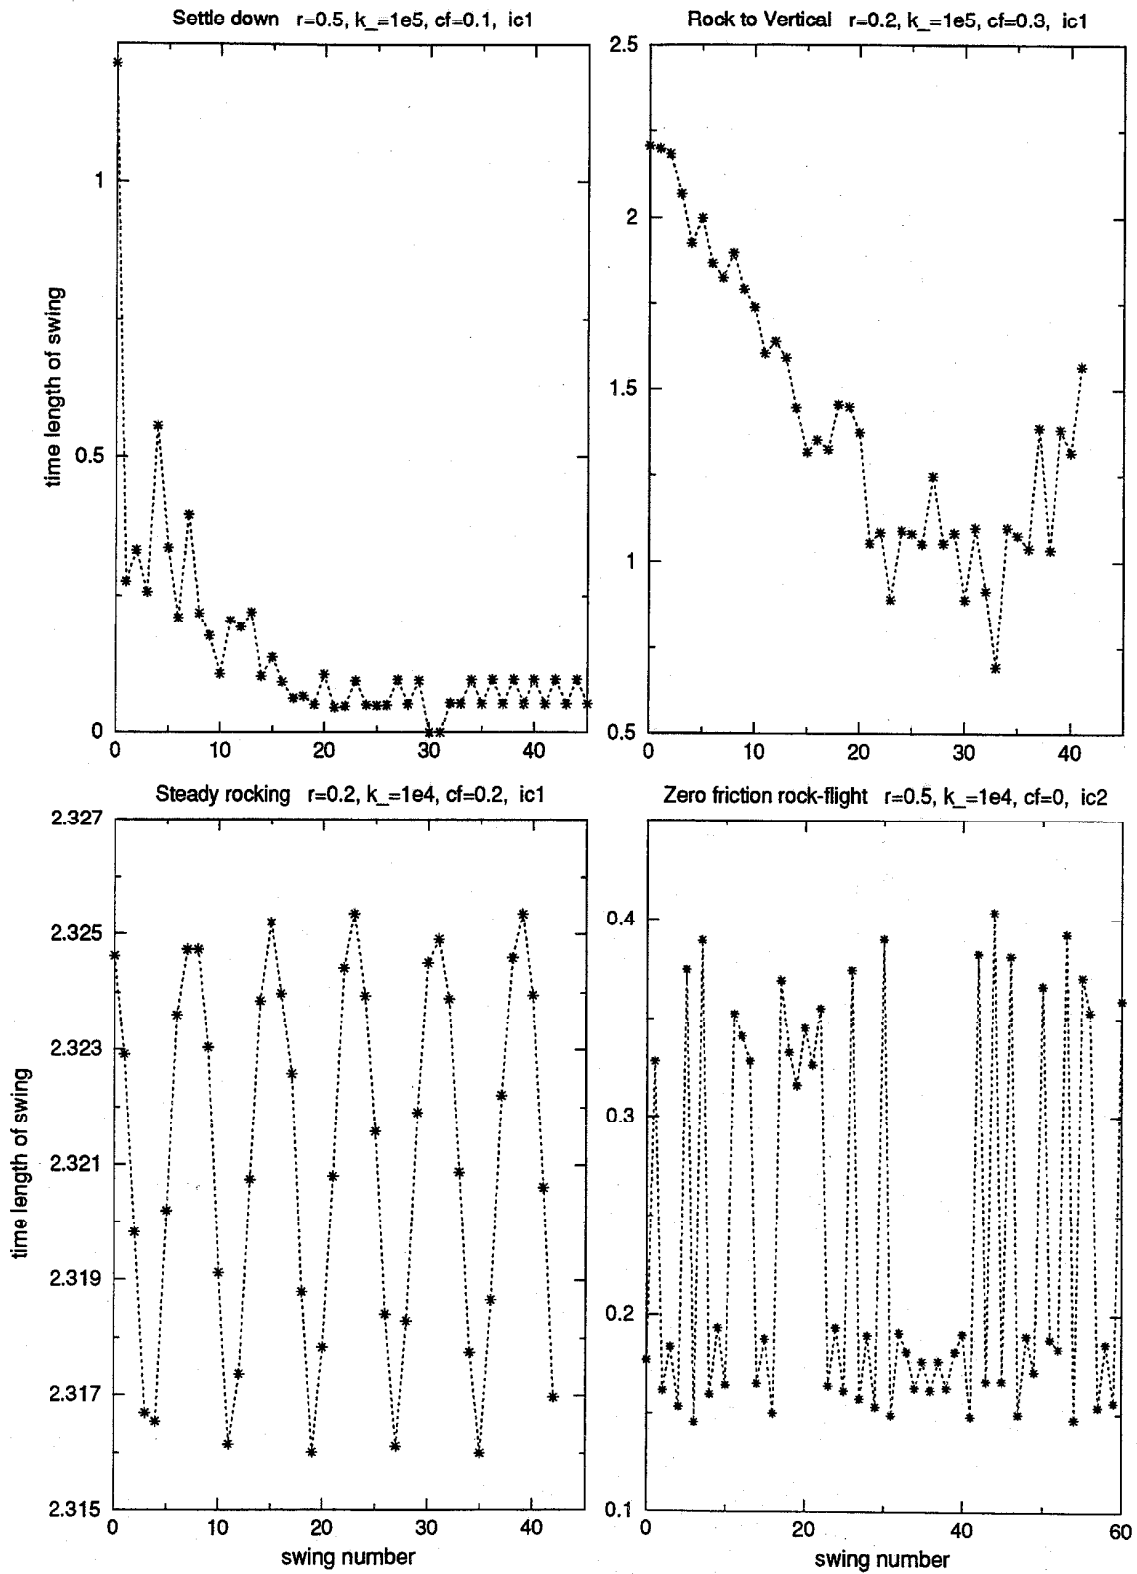 Settle down r=0.5, k_=1e5, cf=0.1, ic1
time length of swing
1
0.5
0
0 10 20 30 40
Rock to Vertical r=0.2, k_=1e5, cf=0.3, ic1
2.5
2
1.5
1
0.5
0 10 20 30 40
Steady rocking r=0.2, k_=1e4, cf=0.2, ic1
time length of swing
2.327
2.325
2.323
2.321
2.319
2.317
2.315
0 10 20 30 40
swing number
Zero friction rock-flight r=0.5, k_=1e4, cf=0, ic2
0.4
0.3
0.2
0.1
0 20 40 60
swing number